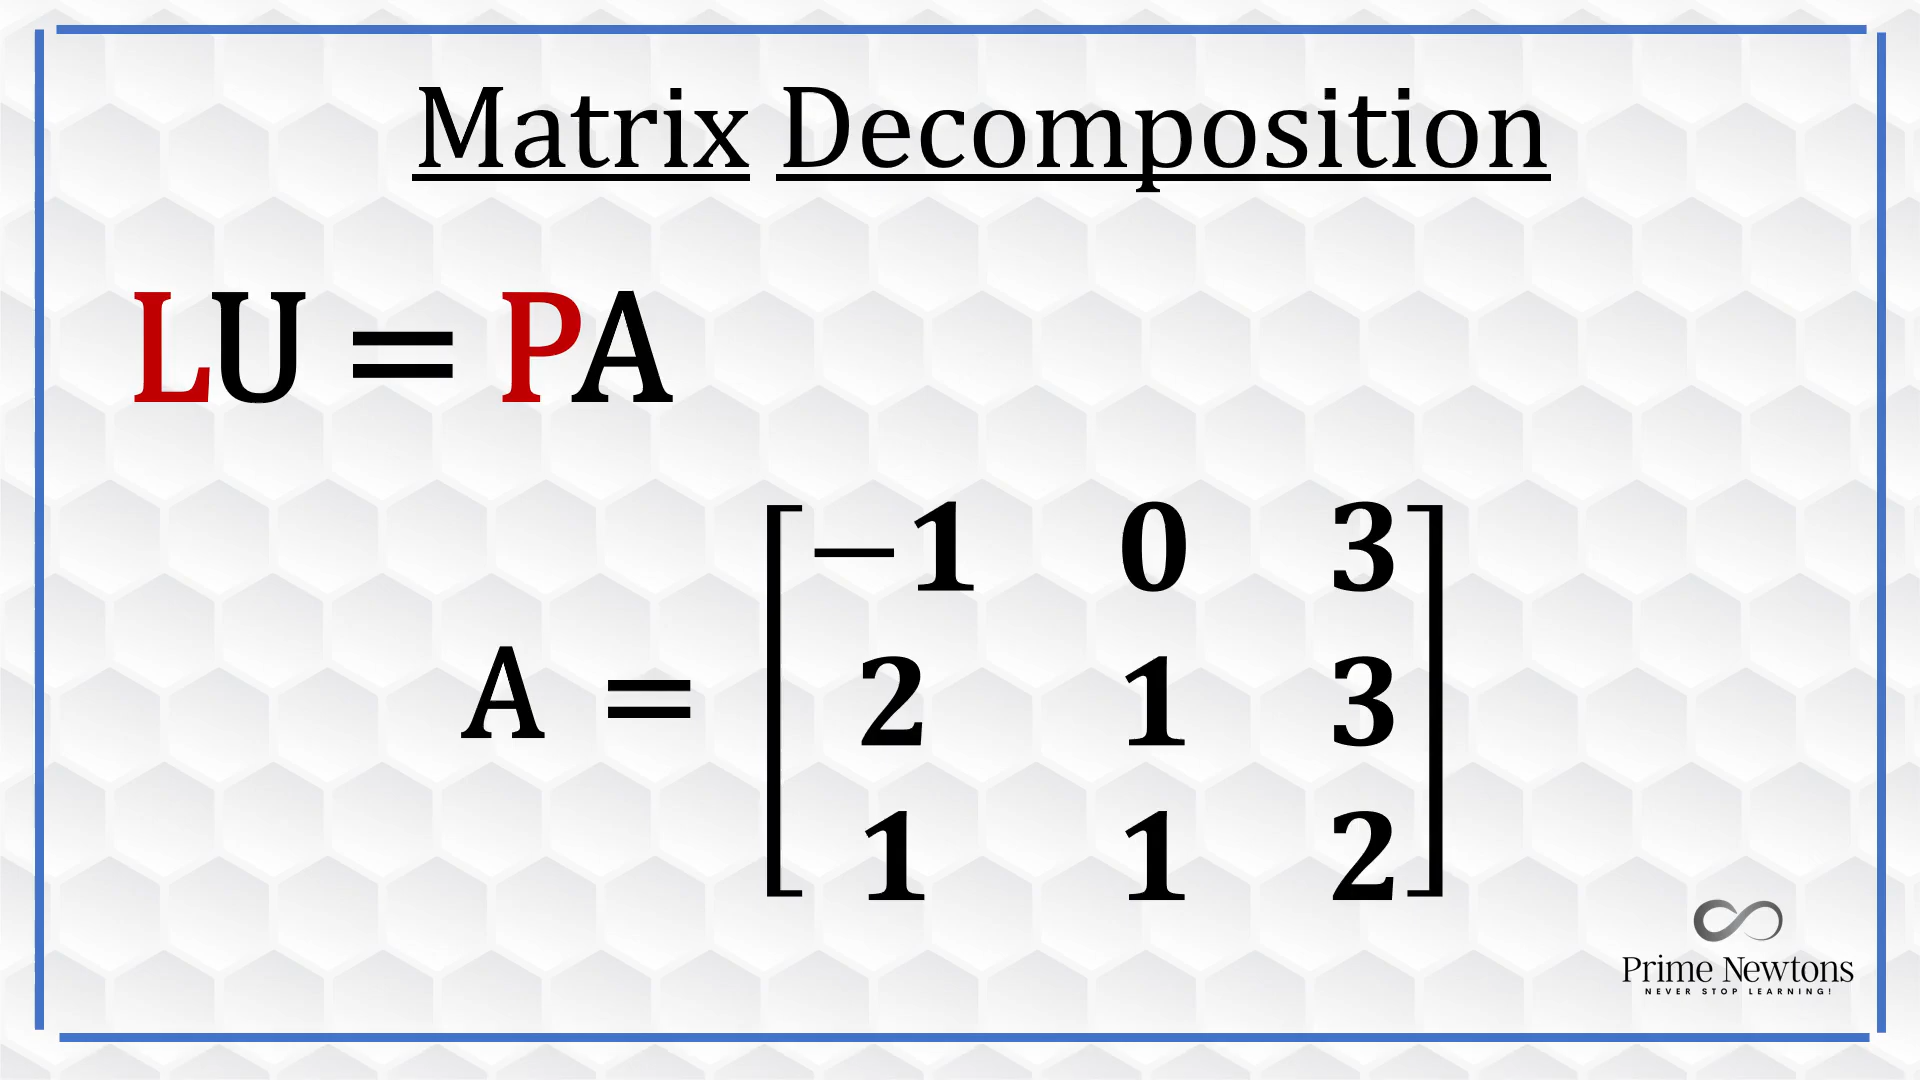 Matrix Decomposition
LU = PA
−1 0 3
A = 2 1 3
1 1 2
Prime Newtons
NEVER STOP LEARNING!